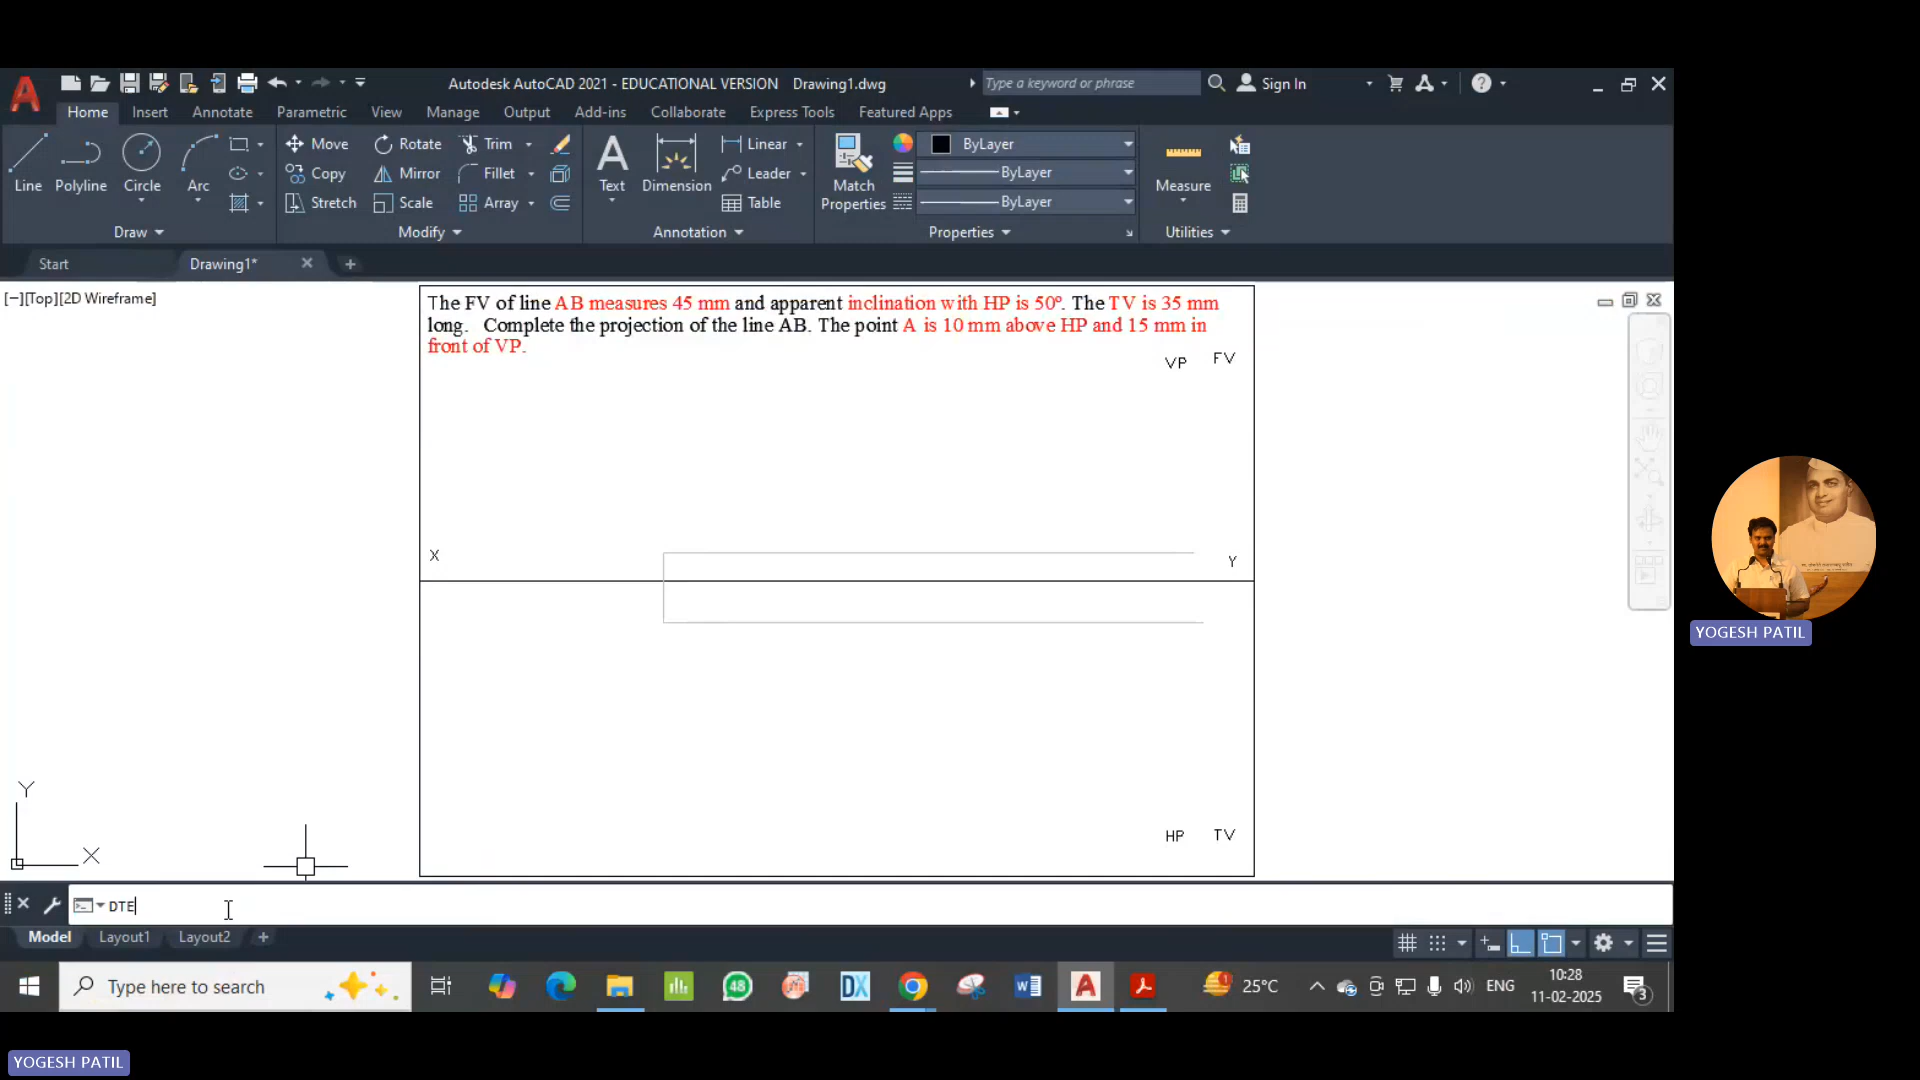 Autodesk AutoCAD 2021 - EDUCATIONAL VERSION Drawing1.dwg
Type a keyword or phrase
Sign In
Home Insert Annotate Parametric View Manage Output Add-ins Collaborate Express Tools Featured Apps
Line Polyline Circle Arc
Move Rotate Trim
Copy Mirror Fillet
Stretch Scale Array
Text Dimension
Linear
Leader
Table
Match Properties
ByLayer
ByLayer
ByLayer
Measure
Draw Modify Annotation Properties Utilities
Start Drawing1*
[−][Top][2D Wireframe]
The FV of line AB measures 45 mm and apparent inclination with HP is 50º. The TV is 35 mm
long. Complete the projection of the line AB. The point A is 10 mm above HP and 15 mm in
front of VP.
VP FV
X Y
HP TV
Y
X
DTE
Model Layout1 Layout2
Type here to search
48
25°C
ENG
10:28
11-02-2025
3
YOGESH PATIL
YOGESH PATIL